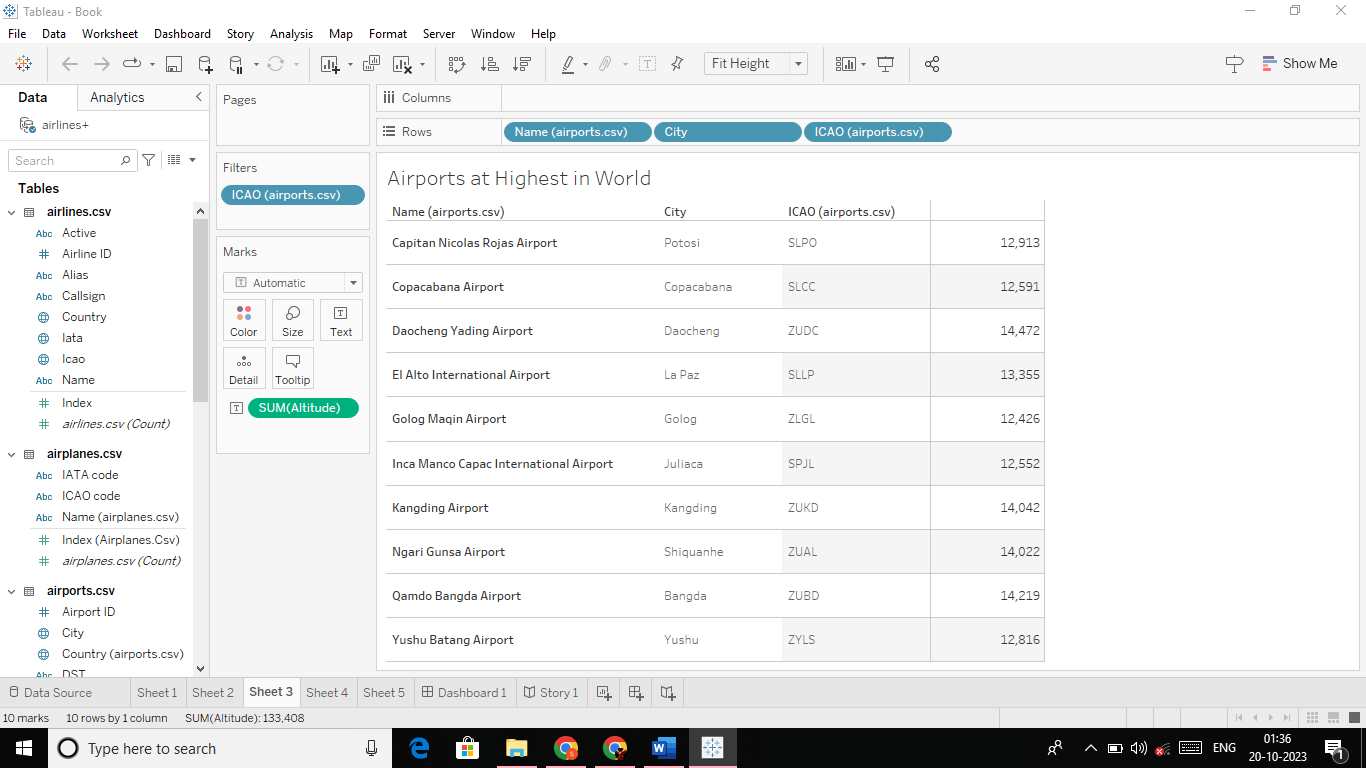 Tableau - Book
File Data Worksheet Dashboard Story Analysis Map Format Server Window Help
Fit Height Show Me
Data Analytics
airlines+
Search
Tables
airlines.csv
Abc Active
# Airline ID
Abc Alias
Abc Callsign
Country
Iata
Icao
Abc Name
# Index
# airlines.csv (Count)
airplanes.csv
Abc IATA code
Abc ICAO code
Abc Name (airplanes.csv)
# Index (Airplanes.Csv)
# airplanes.csv (Count)
airports.csv
# Airport ID
City
Country (airports.csv)
Abc DST
Pages
Filters
ICAO (airports.csv)
Marks
T Automatic
Color Size T Text
Detail Tooltip
T SUM(Altitude)
Columns
Rows Name (airports.csv) City ICAO (airports.csv)
Airports at Highest in World
Name (airports.csv) City ICAO (airports.csv)
Capitan Nicolas Rojas Airport Potosi SLPO 12,913
Copacabana Airport Copacabana SLCC 12,591
Daocheng Yading Airport Daocheng ZUDC 14,472
El Alto International Airport La Paz SLLP 13,355
Golog Maqin Airport Golog ZLGL 12,426
Inca Manco Capac International Airport Juliaca SPJL 12,552
Kangding Airport Kangding ZUKD 14,042
Ngari Gunsa Airport Shiquanhe ZUAL 14,022
Qamdo Bangda Airport Bangda ZUBD 14,219
Yushu Batang Airport Yushu ZYLS 12,816
Data Source Sheet 1 Sheet 2 Sheet 3 Sheet 4 Sheet 5 Dashboard 1 Story 1
10 marks 10 rows by 1 column SUM(Altitude): 133,408
Type here to search ENG 01:36
20-10-2023 1